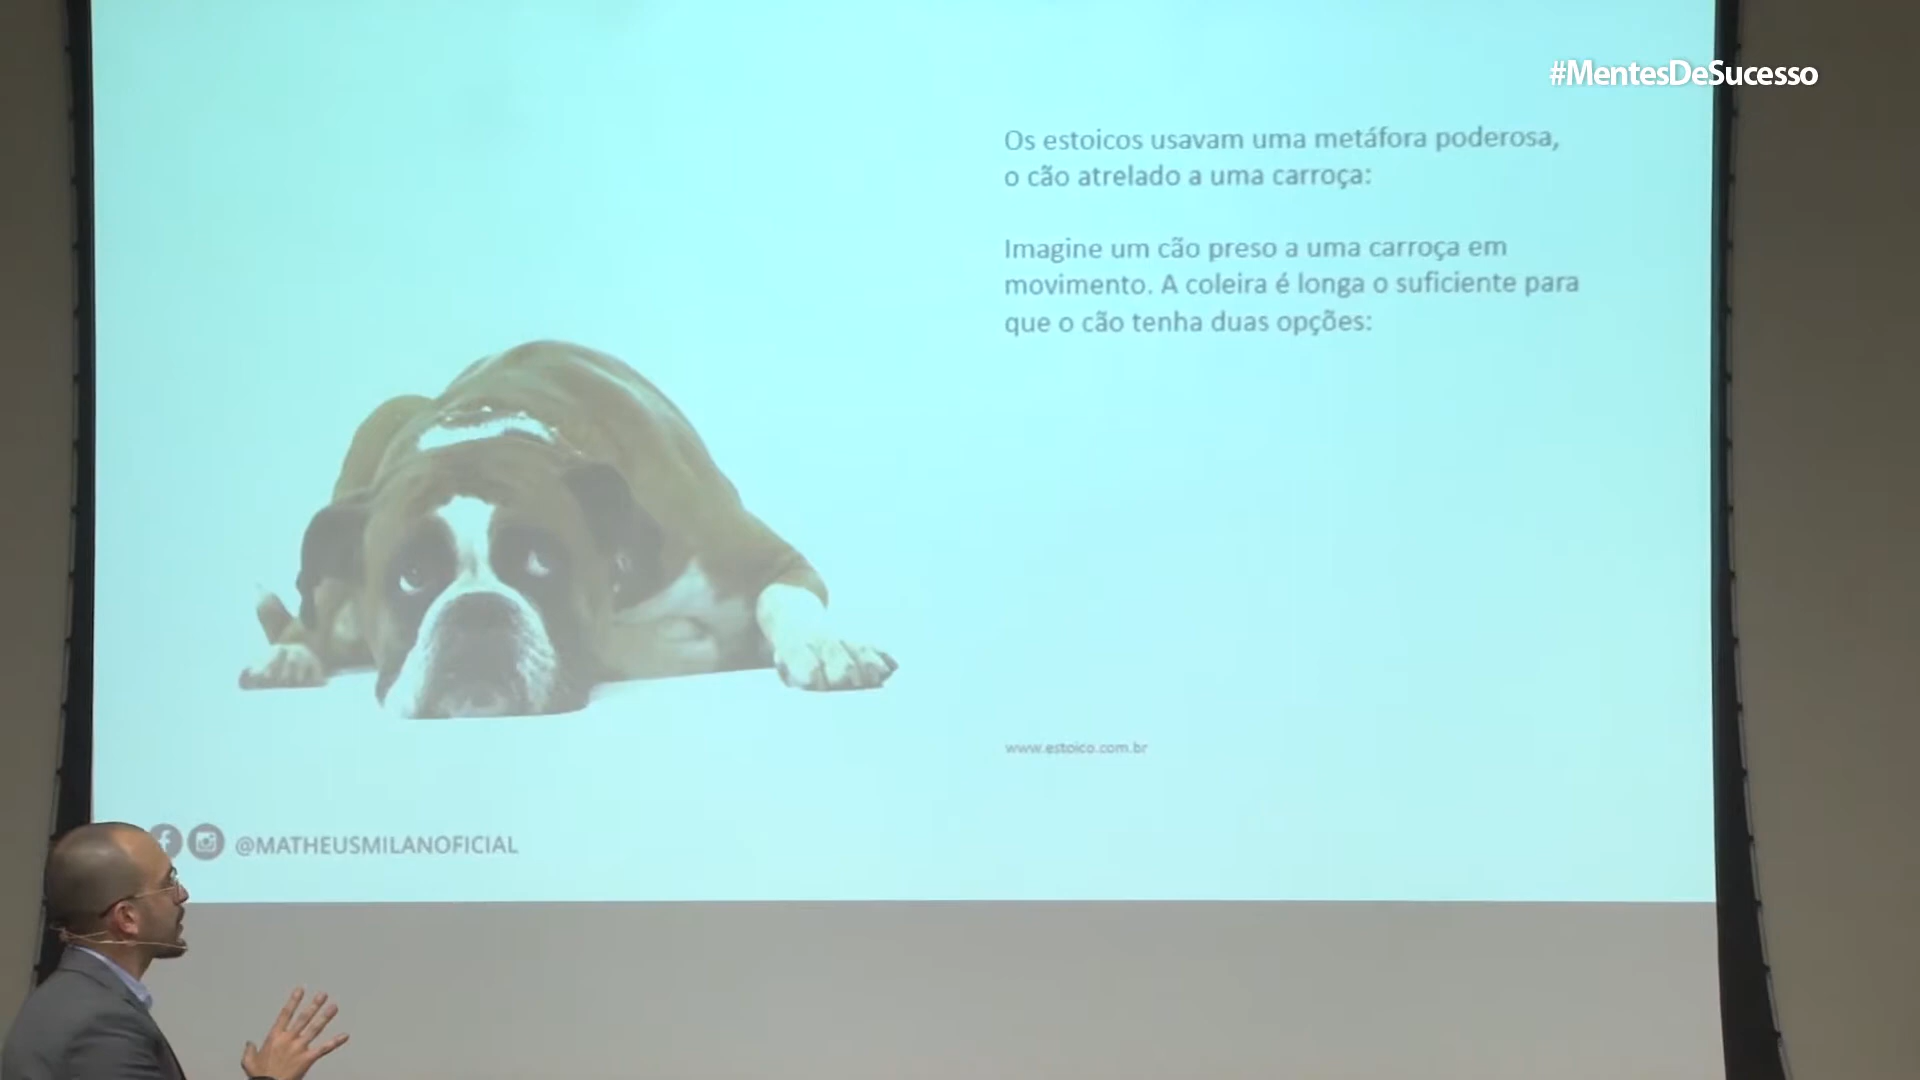 #MentesDeSucesso
Os estoicos usavam uma metáfora poderosa,
o cão atrelado a uma carroça:
Imagine um cão preso a uma carroça em
movimento. A coleira é longa o suficiente para
que o cão tenha duas opções:
www.estoico.com.br
@MATHEUSMILANOFICIAL